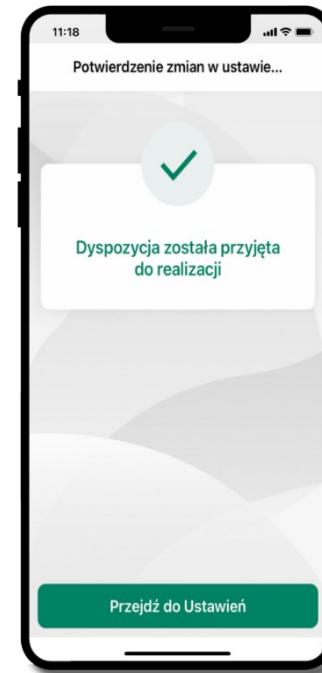 11:18
Potwierdzenie zmian w ustawie...
Dyspozycja została przyjęta
do realizacji
Przejdź do Ustawień